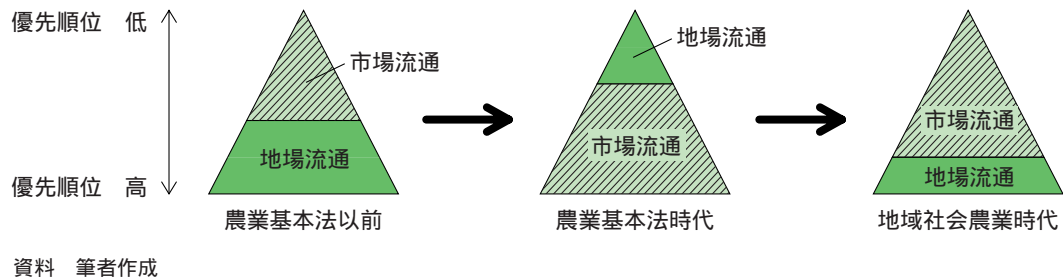 優先順位 低
市場流通
地場流通
優先順位 高
農業基本法以前
地場流通
市場流通
農業基本法時代
市場流通
地場流通
地域社会農業時代
資料 筆者作成